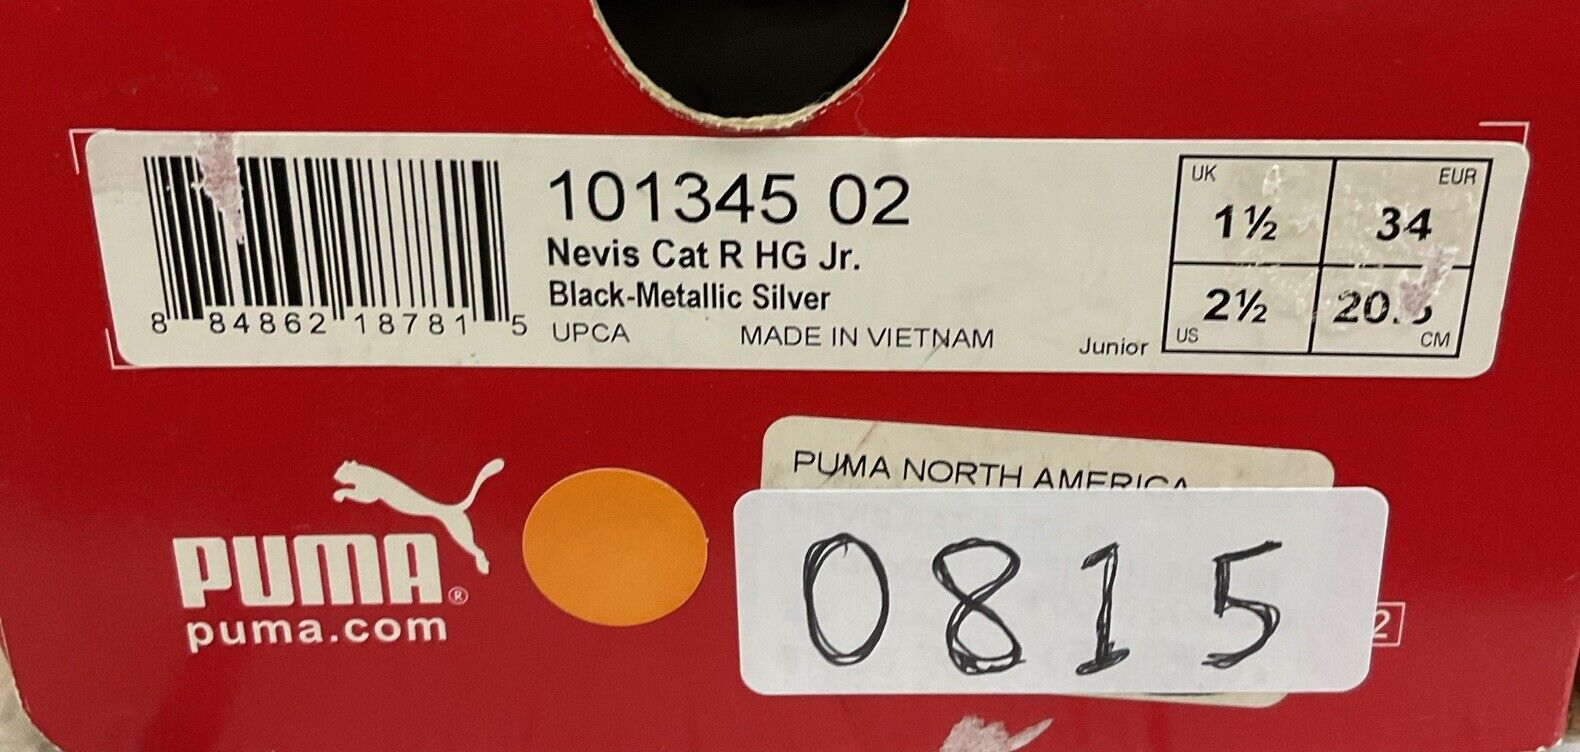 101345 02
Nevis Cat R HG Jr.
Black-Metallic Silver
8 84862 18781 5
UPCA
MADE IN VIETNAM
Junior
UK
1½
EUR
34
2½
US
CM
PUMA NORTH AMERICA
0815
PUMA®
puma.com
2